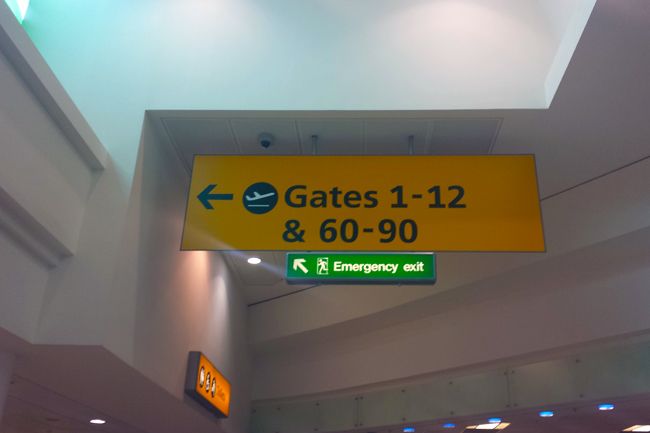 Gates 1-12
& 60-90
Emergency exit